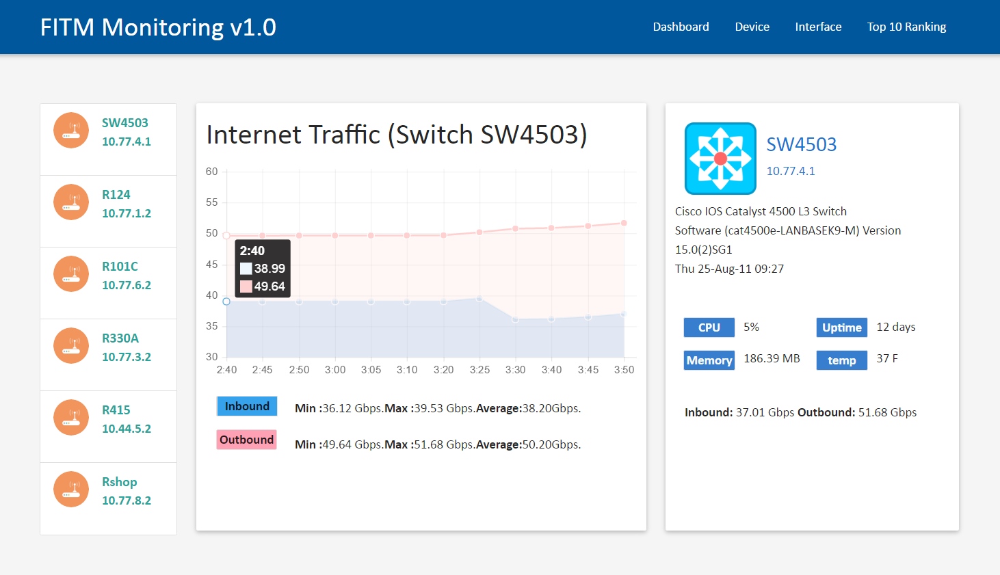 FITM Monitoring v1.0
Dashboard Device Interface Top 10 Ranking
SW4503
10.77.4.1
R124
10.77.1.2
R101C
10.77.6.2
R330A
10.77.3.2
R415
10.44.5.2
Rshop
10.77.8.2
Internet Traffic (Switch SW4503)
60
55
50
45
40
35
30
2:40
38.99
49.64
2:40 2:45 2:50 3:00 3:05 3:10 3:20 3:25 3:30 3:40 3:45 3:50
Inbound Min :36.12 Gbps.Max :39.53 Gbps.Average:38.20Gbps.
Outbound Min :49.64 Gbps.Max :51.68 Gbps.Average:50.20Gbps.
SW4503
10.77.4.1
Cisco IOS Catalyst 4500 L3 Switch
Software (cat4500e-LANBASEK9-M) Version
15.0(2)SG1
Thu 25-Aug-11 09:27
CPU 5% Uptime 12 days
Memory 186.39 MB temp 37 F
Inbound: 37.01 Gbps Outbound: 51.68 Gbps